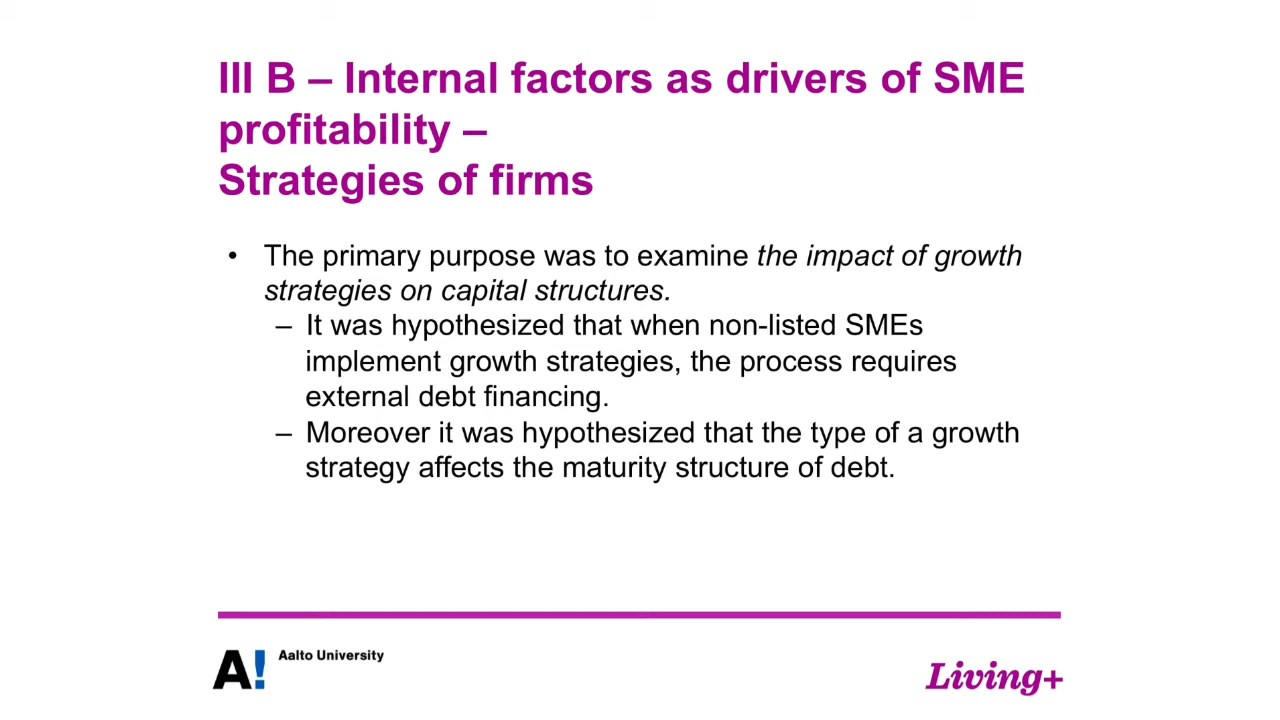 III B – Internal factors as drivers of SME
profitability –
Strategies of firms
• The primary purpose was to examine the impact of growth
strategies on capital structures.
– It was hypothesized that when non-listed SMEs
implement growth strategies, the process requires
external debt financing.
– Moreover it was hypothesized that the type of a growth
strategy affects the maturity structure of debt.
A! Aalto University
Living+